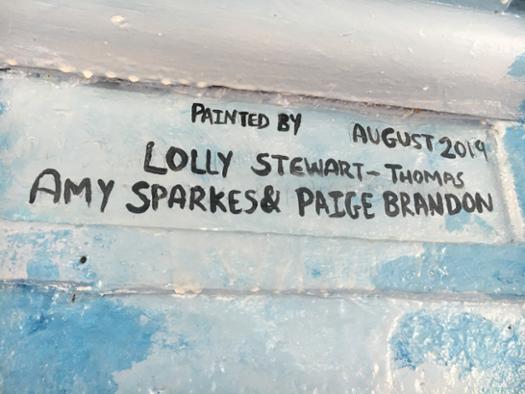 PAINTED BY AUGUST 2019
LOLLY STEWART-THOMAS
AMY SPARKES& PAIGE BRANDON